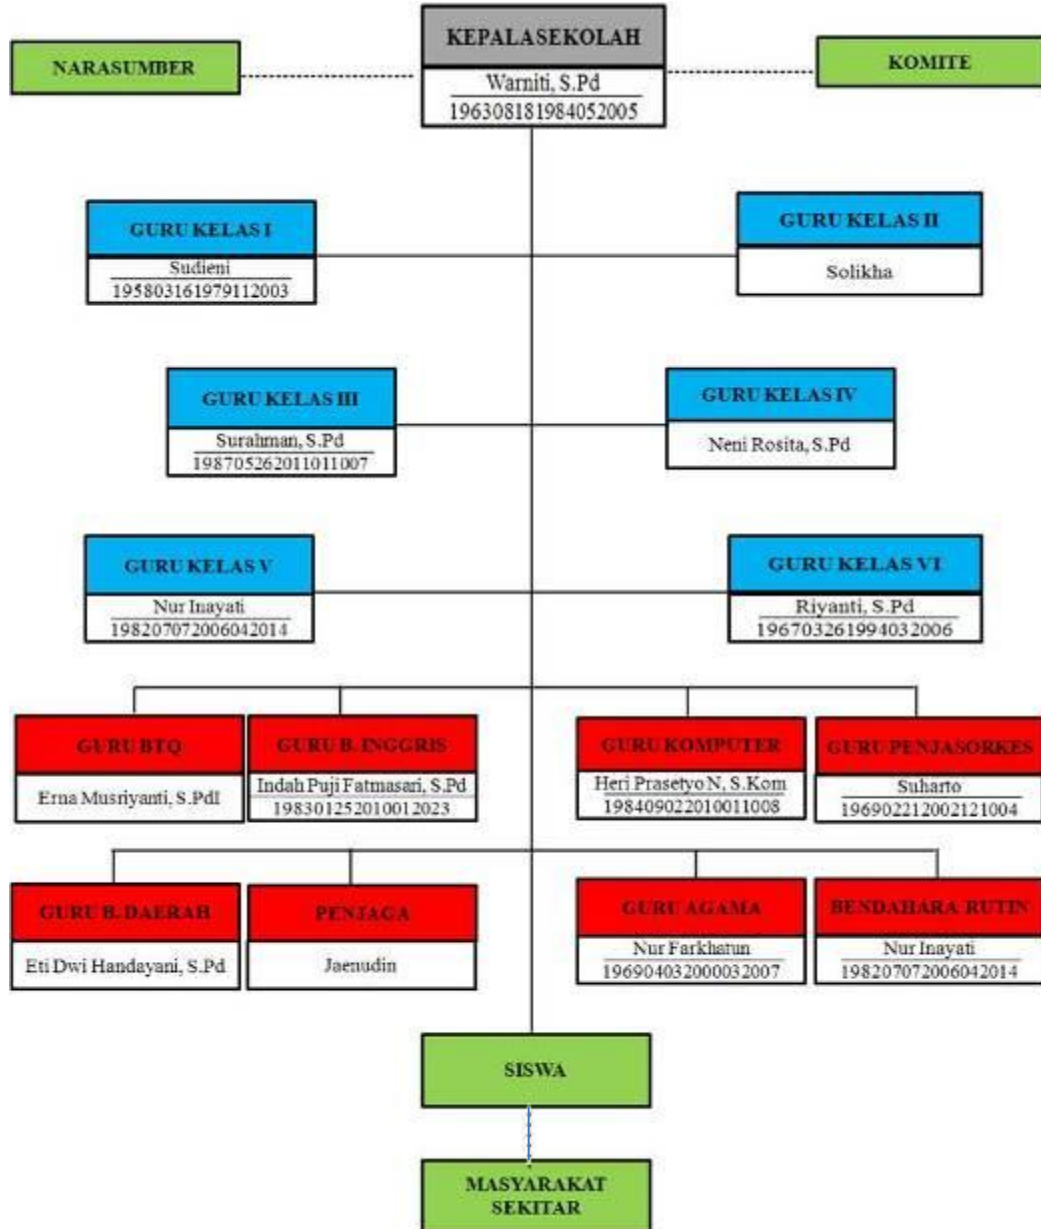 NARASUMBER
KEPALASEKOLAH
Warniti, S.Pd
196308181984052005
KOMITE
GURU KELAS I
Sudieni
195803161979112003
GURU KELAS II
Solikha
GURU KELAS III
Surahman, S.Pd
198705262011011007
GURU KELAS IV
Neni Rosita, S.Pd
GURU KELAS V
Nur Inayati
198207072006042014
GURU KELAS VI
Riyanti, S.Pd
196703261994032006
GURU BTQ
Erna Musriyanti, S.PdI
GURU B. INGGRIS
Indah Puji Fatmasari, S.Pd
198301252010012023
GURU KOMPUTER
Heri Prasetyo N, S.Kom
198409022010011008
GURU PENJASORKES
Suharto
196902212002121004
GURU B. DAERAH
Eti Dwi Handayani, S.Pd
PENJAGA
Jaenudin
GURU AGAMA
Nur Farkhatun
196904032000032007
BENDAHARA RUTIN
Nur Inayati
198207072006042014
SISWA
MASYARAKAT
SEKITAR